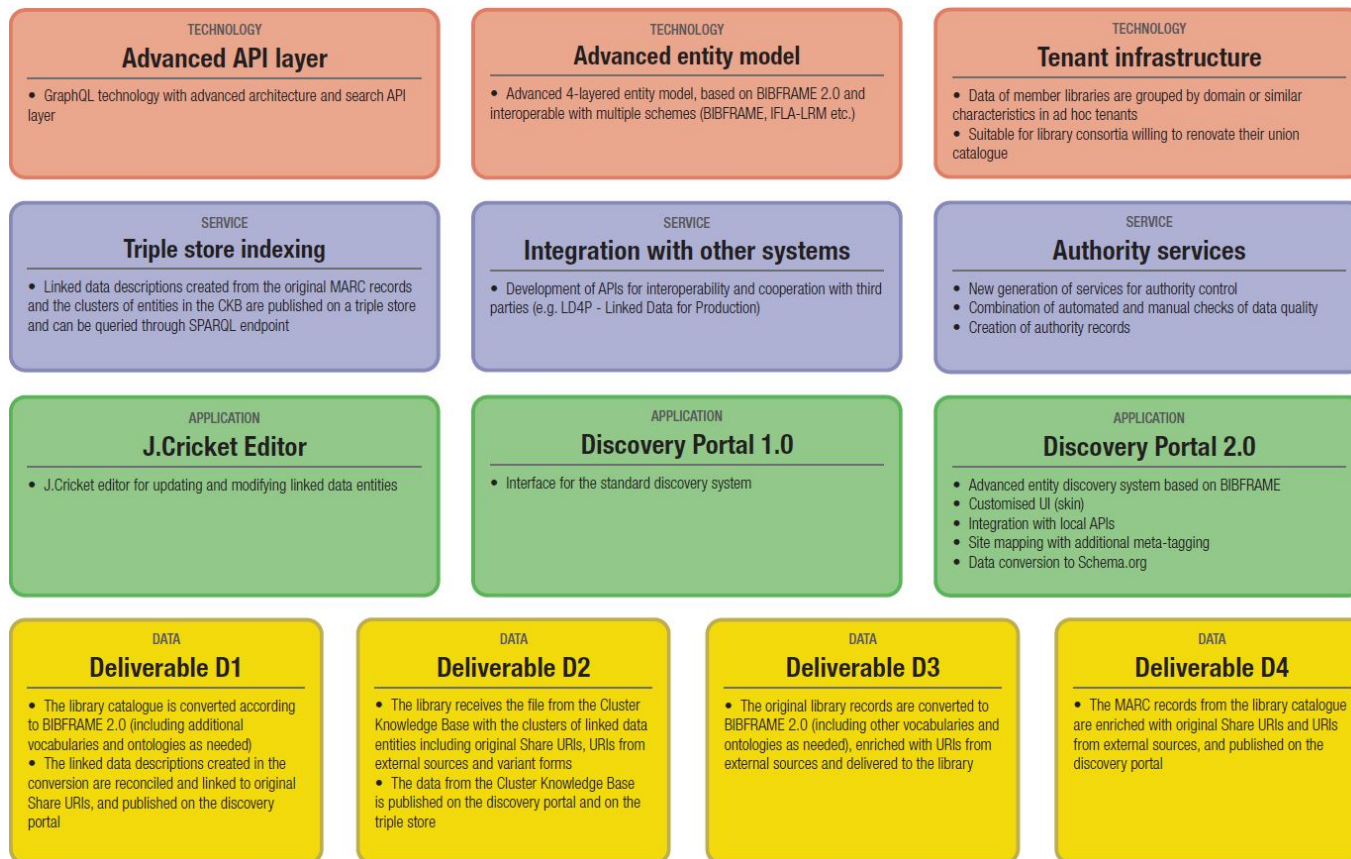 TECHNOLOGY
Advanced API layer
• GraphQL technology with advanced architecture and search API
layer
TECHNOLOGY
Advanced entity model
• Advanced 4-layered entity model, based on BIBFRAME 2.0 and
interoperable with multiple schemes (BIBFRAME, IFLA-LRM etc.)
TECHNOLOGY
Tenant infrastructure
• Data of member libraries are grouped by domain or similar
characteristics in ad hoc tenants
• Suitable for library consortia willing to renovate their union
catalogue
SERVICE
Triple store indexing
• Linked data descriptions created from the original MARC records
and the clusters of entities in the CKB are published on a triple store
and can be queried through SPARQL endpoint
SERVICE
Integration with other systems
• Development of APIs for interoperability and cooperation with third
parties (e.g. LD4P - Linked Data for Production)
SERVICE
Authority services
• New generation of services for authority control
• Combination of automated and manual checks of data quality
• Creation of authority records
APPLICATION
J.Cricket Editor
• J.Cricket editor for updating and modifying linked data entities
APPLICATION
Discovery Portal 1.0
• Interface for the standard discovery system
APPLICATION
Discovery Portal 2.0
• Advanced entity discovery system based on BIBFRAME
• Customised UI (skin)
• Integration with local APIs
• Site mapping with additional meta-tagging
• Data conversion to Schema.org
DATA
Deliverable D1
• The library catalogue is converted according
to BIBFRAME 2.0 (including additional
vocabularies and ontologies as needed)
• The linked data descriptions created in the
conversion are reconciled and linked to original
Share URIs, and published on the discovery
portal
DATA
Deliverable D2
• The library receives the file from the Cluster
Knowledge Base with the clusters of linked data
entities including original Share URIs, URIs from
external sources and variant forms
• The data from the Cluster Knowledge Base
is published on the discovery portal and on the
triple store
DATA
Deliverable D3
• The original library records are converted to
BIBFRAME 2.0 (including other vocabularies and
ontologies as needed), enriched with URIs from
external sources and delivered to the library
DATA
Deliverable D4
• The MARC records from the library catalogue
are enriched with original Share URIs and URIs
from external sources, and published on the
discovery portal